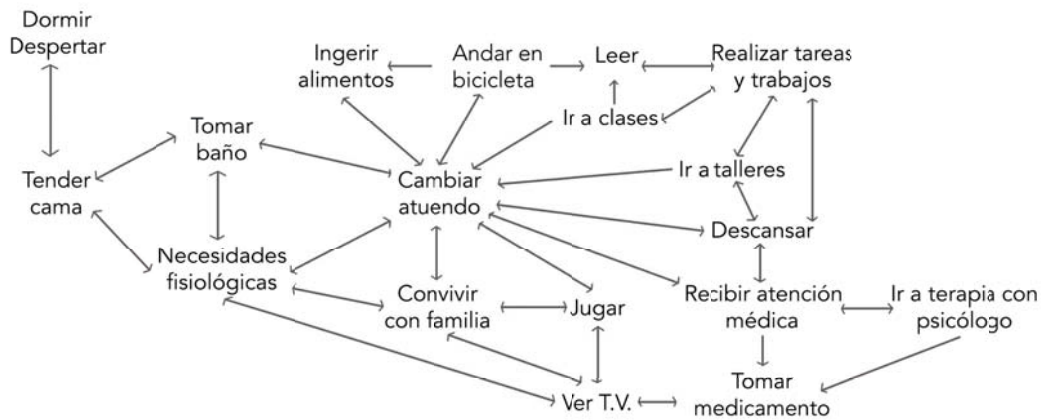 Dormir
Despertar
Ingerir
alimentos
Andar en
bicicleta
Leer
Realizar tareas
y trabajos
Ir a clases
Tomar
baño
Tender
cama
Cambiar
atuendo
Ir a talleres
Descansar
Necesidades
fisiológicas
Convivir
con familia
Jugar
Recibir atención
médica
Ir a terapia con
psicólogo
Ver T.V.
Tomar
medicamento